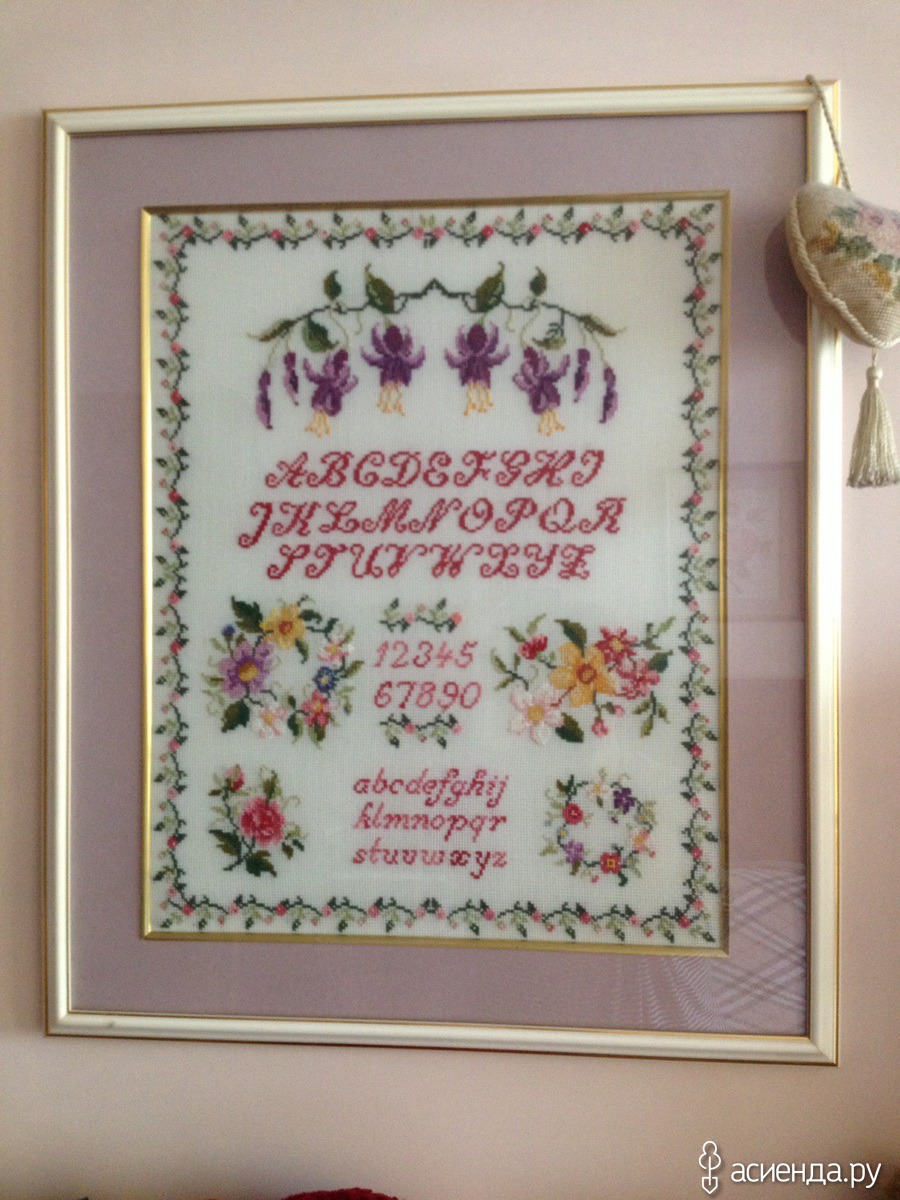 ABCDEFGHI
JKLMNOPQR
STUVWXYZ
12345
67890
abcdefghij
klmnopqr
stuvwxyz
асиенда.ру